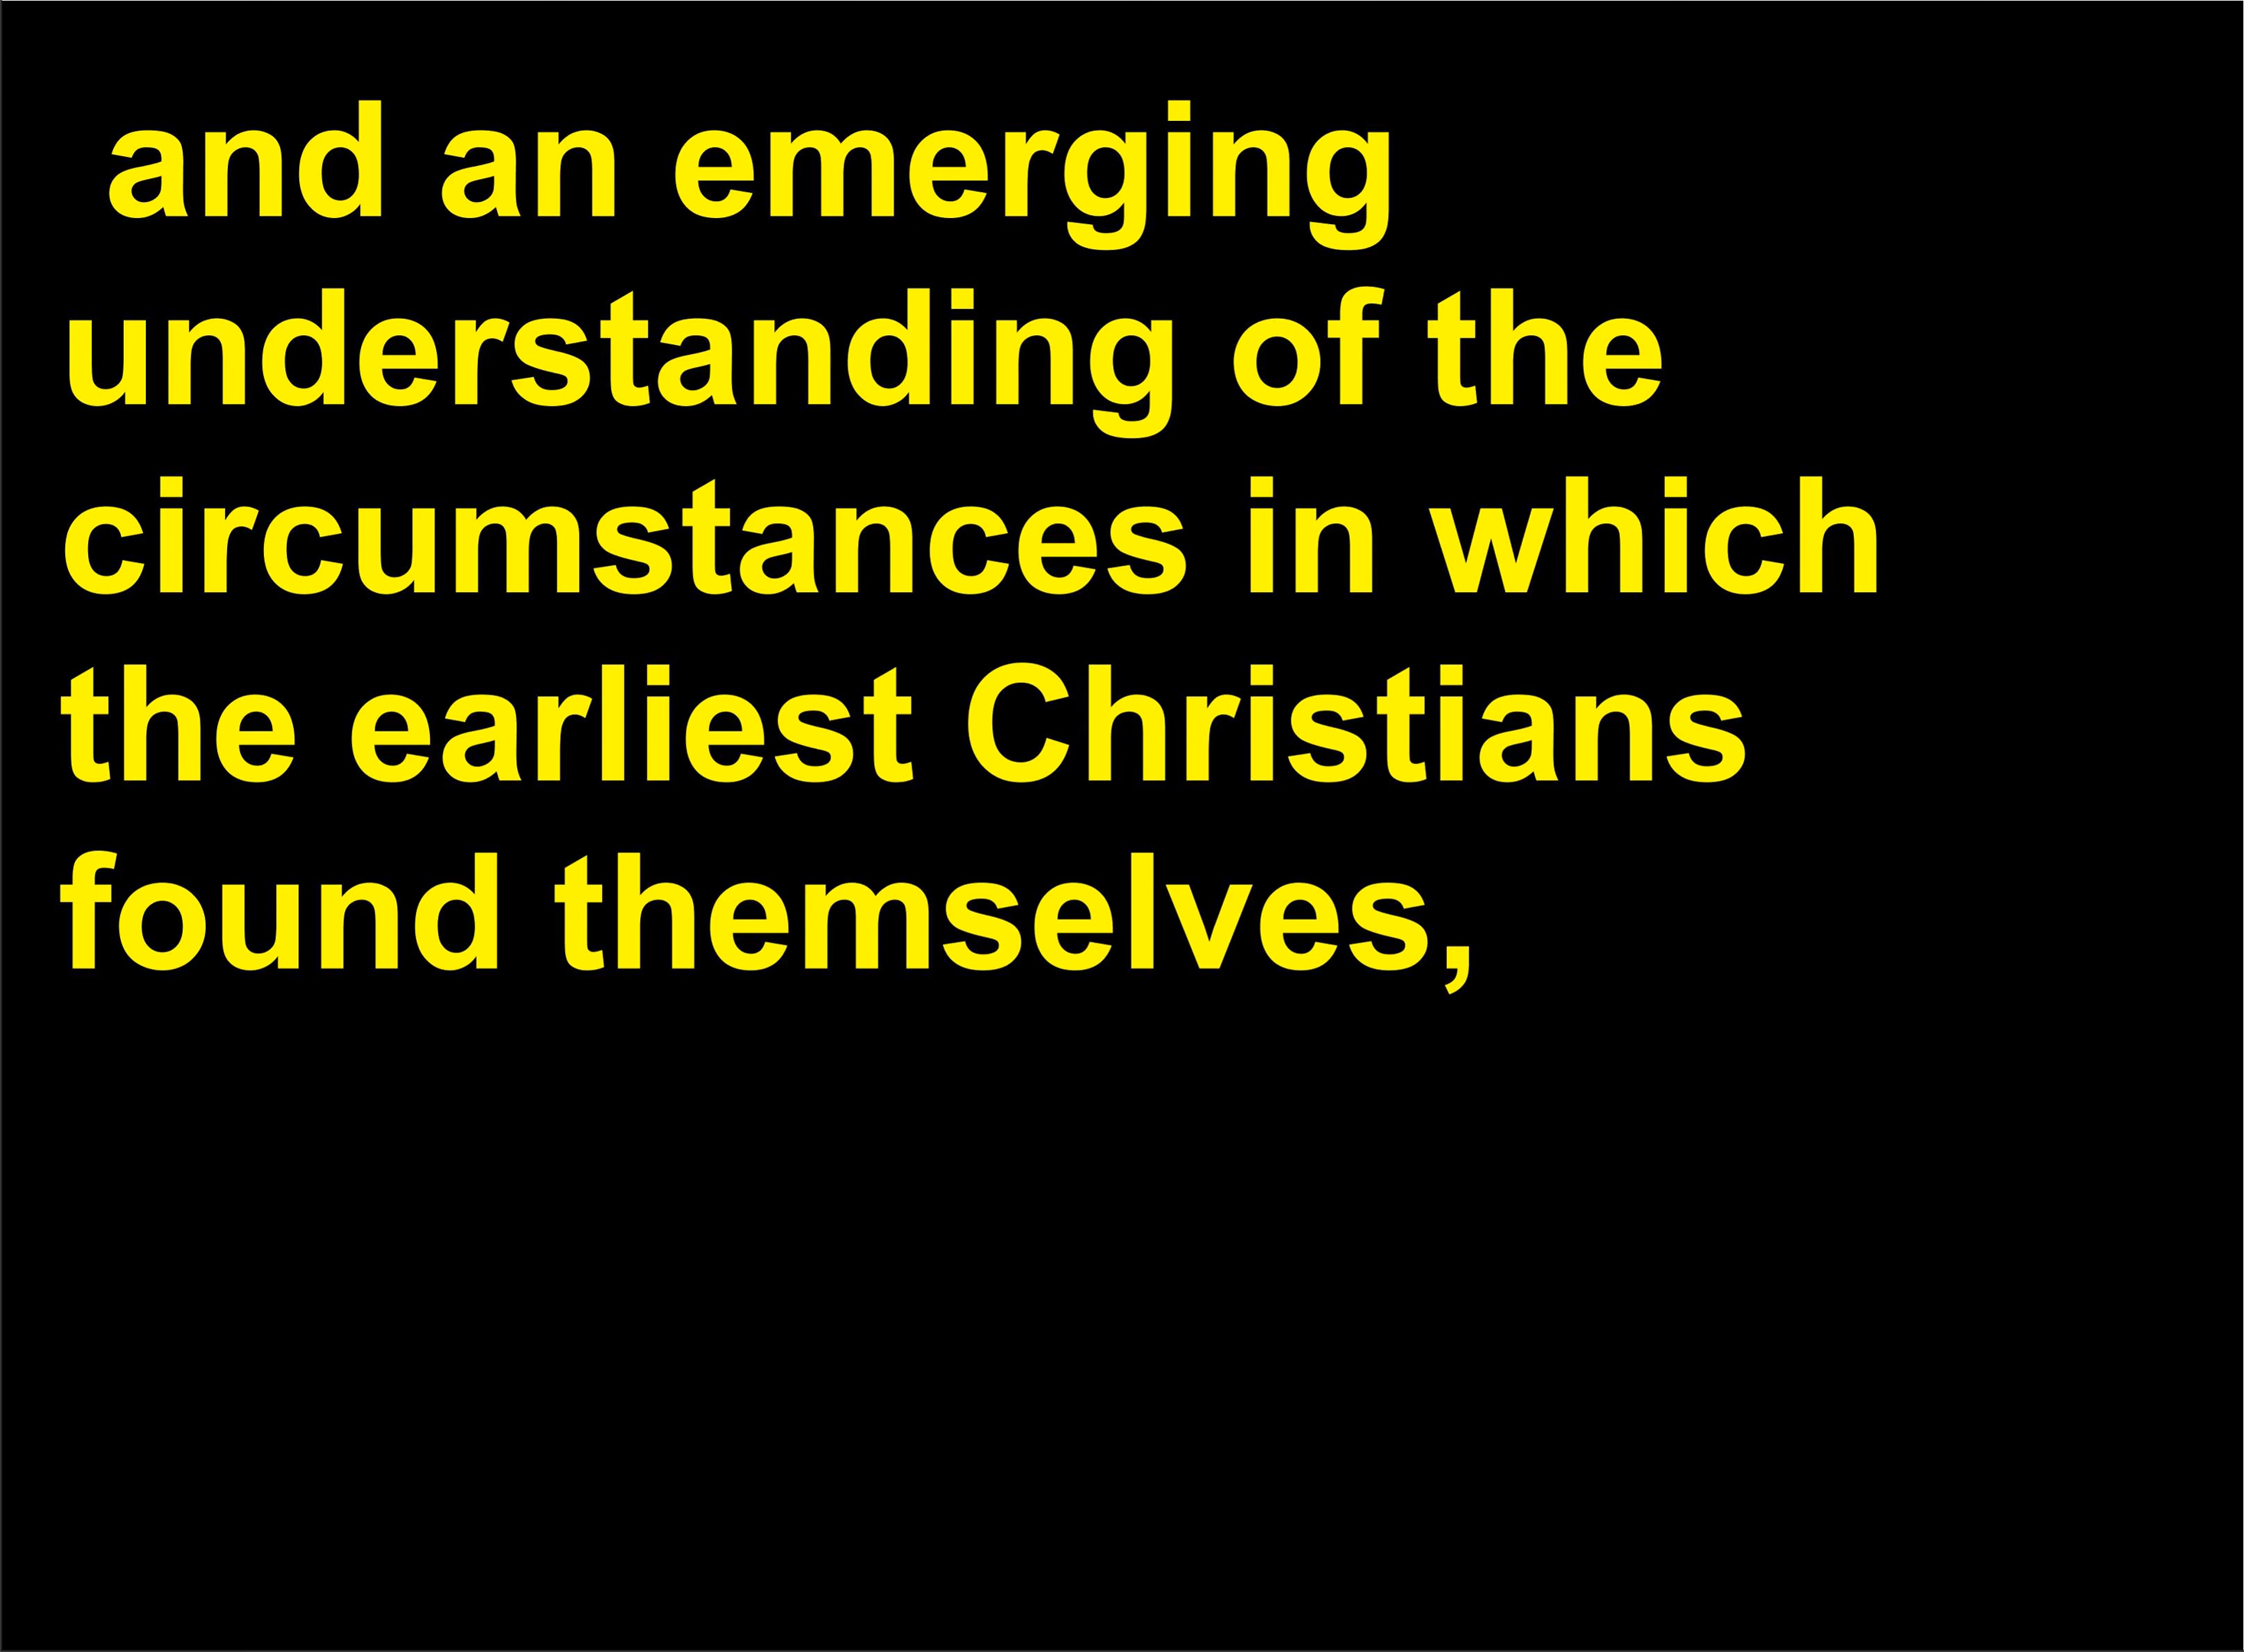 and an emerging
understanding of the
circumstances in which
the earliest Christians
found themselves,